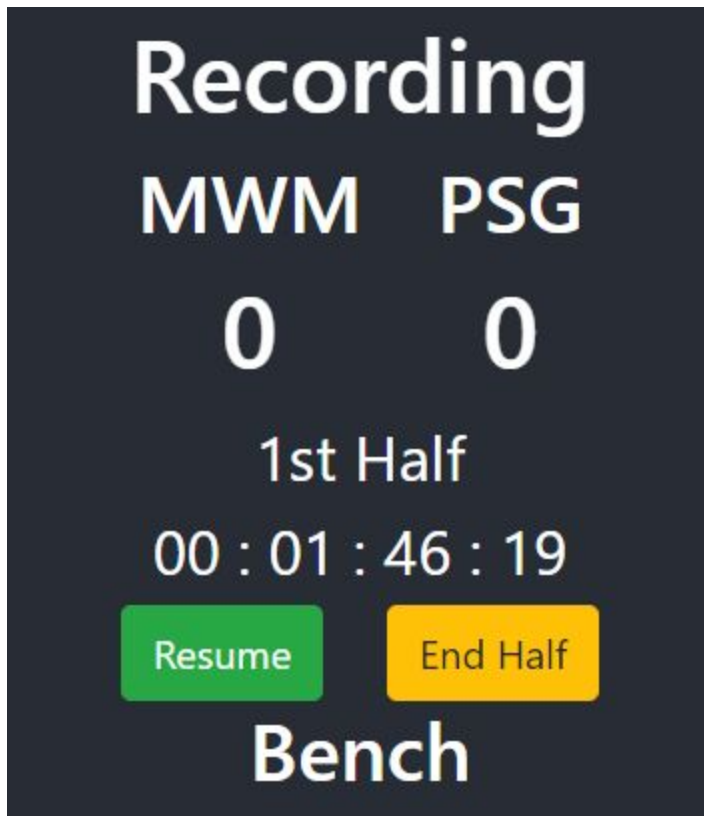 Recording
MWM PSG
0 0
1st Half
00 : 01 : 46 : 19
Resume End Half
Bench